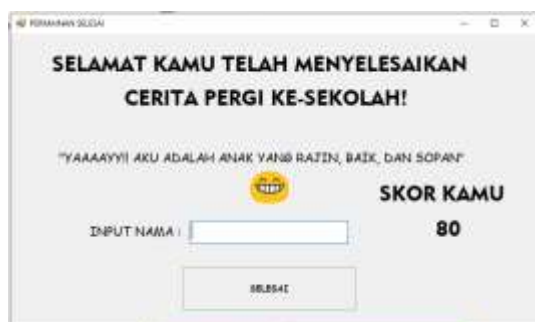 PERMAINAN SELESAI
SELAMAT KAMU TELAH MENYELESAIKAN
CERITA PERGI KE-SEKOLAH!
"YAAAAYY!! AKU ADALAH ANAK YANG RAJIN, BAIK, DAN SOPAN"
SKOR KAMU
INPUT NAMA :
80
SELESAI